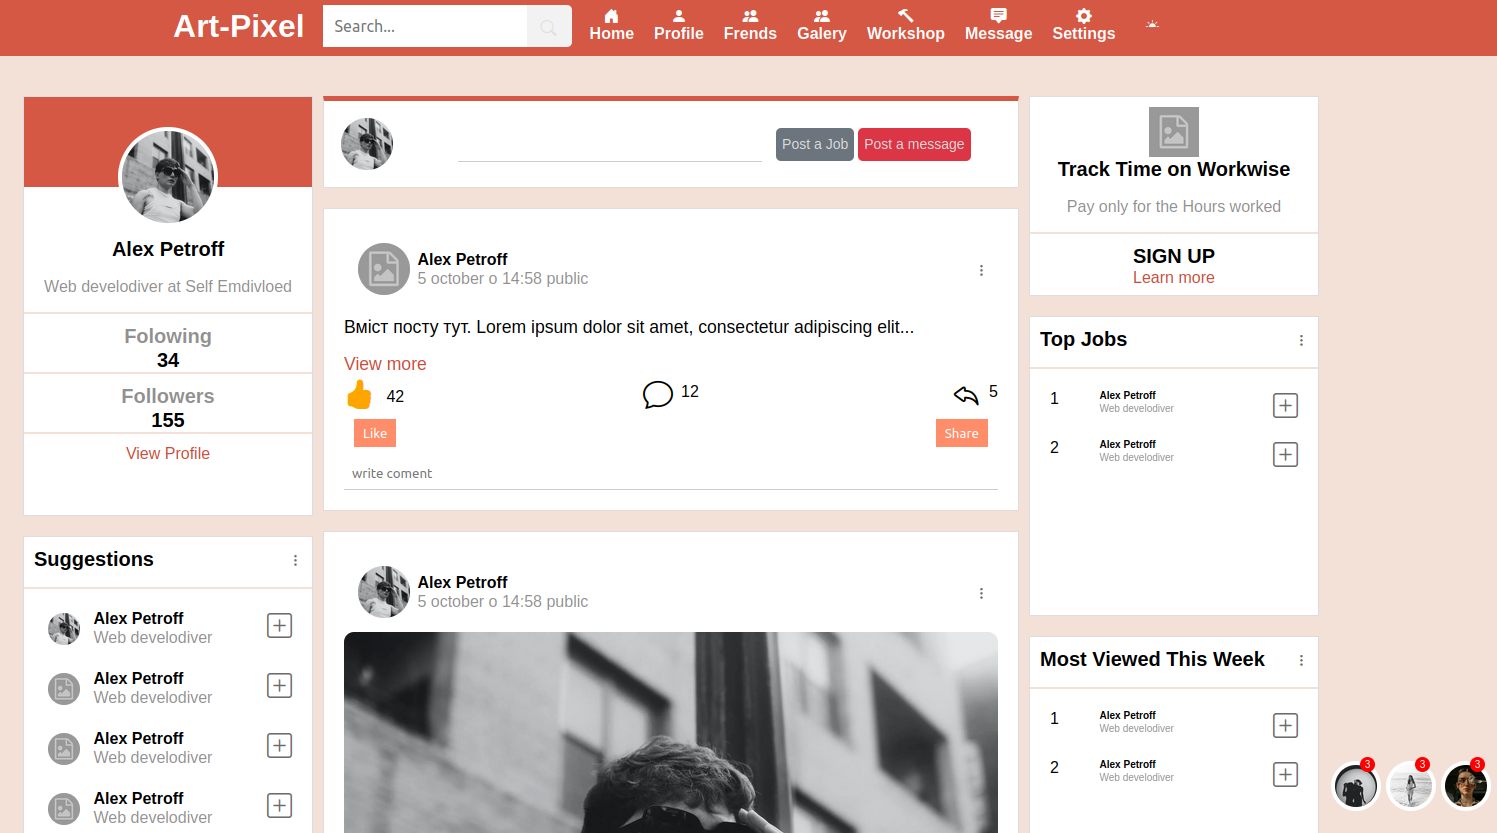 Art-Pixel
Search...
Home
Profile
Frends
Galery
Workshop
Message
Settings
Alex Petroff
Web develodiver at Self Emdivloed
Folowing
34
Followers
155
View Profile
Suggestions
Alex Petroff
Web develodiver
Alex Petroff
Web develodiver
Alex Petroff
Web develodiver
Alex Petroff
Web develodiver
Post a Job
Post a message
Alex Petroff
5 october o 14:58 public
Вміст посту тут. Lorem ipsum dolor sit amet, consectetur adipiscing elit...
View more
42
12
5
Like
Share
write coment
Alex Petroff
5 october o 14:58 public
Track Time on Workwise
Pay only for the Hours worked
SIGN UP
Learn more
Top Jobs
1
Alex Petroff
Web develodiver
2
Alex Petroff
Web develodiver
Most Viewed This Week
1
Alex Petroff
Web develodiver
2
Alex Petroff
Web develodiver
3
3
3